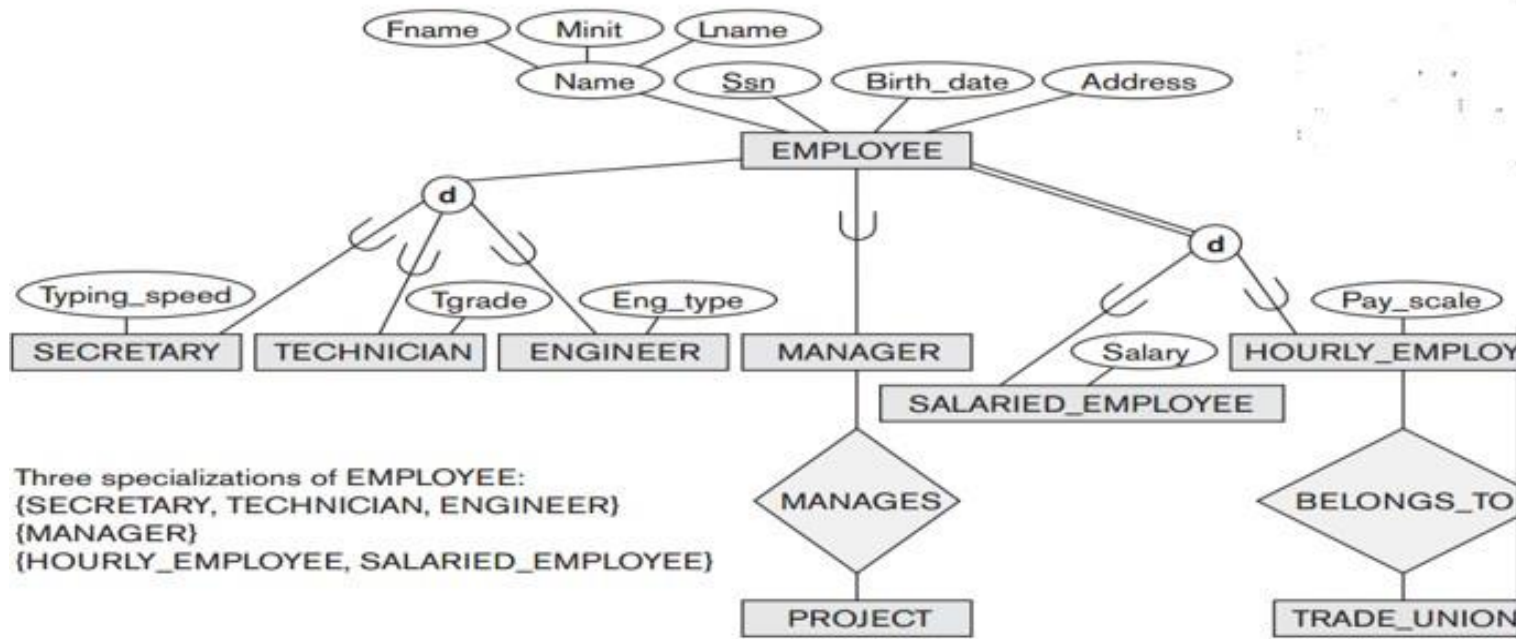 Fname Minit Lname
Name Ssn Birth_date Address
EMPLOYEE
d
d
Typing_speed Tgrade Eng_type Pay_scale
SECRETARY TECHNICIAN ENGINEER MANAGER Salary HOURLY_EMPLOY
SALARIED_EMPLOYEE
Three specializations of EMPLOYEE:
{SECRETARY, TECHNICIAN, ENGINEER}
{MANAGER}
{HOURLY_EMPLOYEE, SALARIED_EMPLOYEE}
MANAGES BELONGS_TO
PROJECT TRADE_UNION